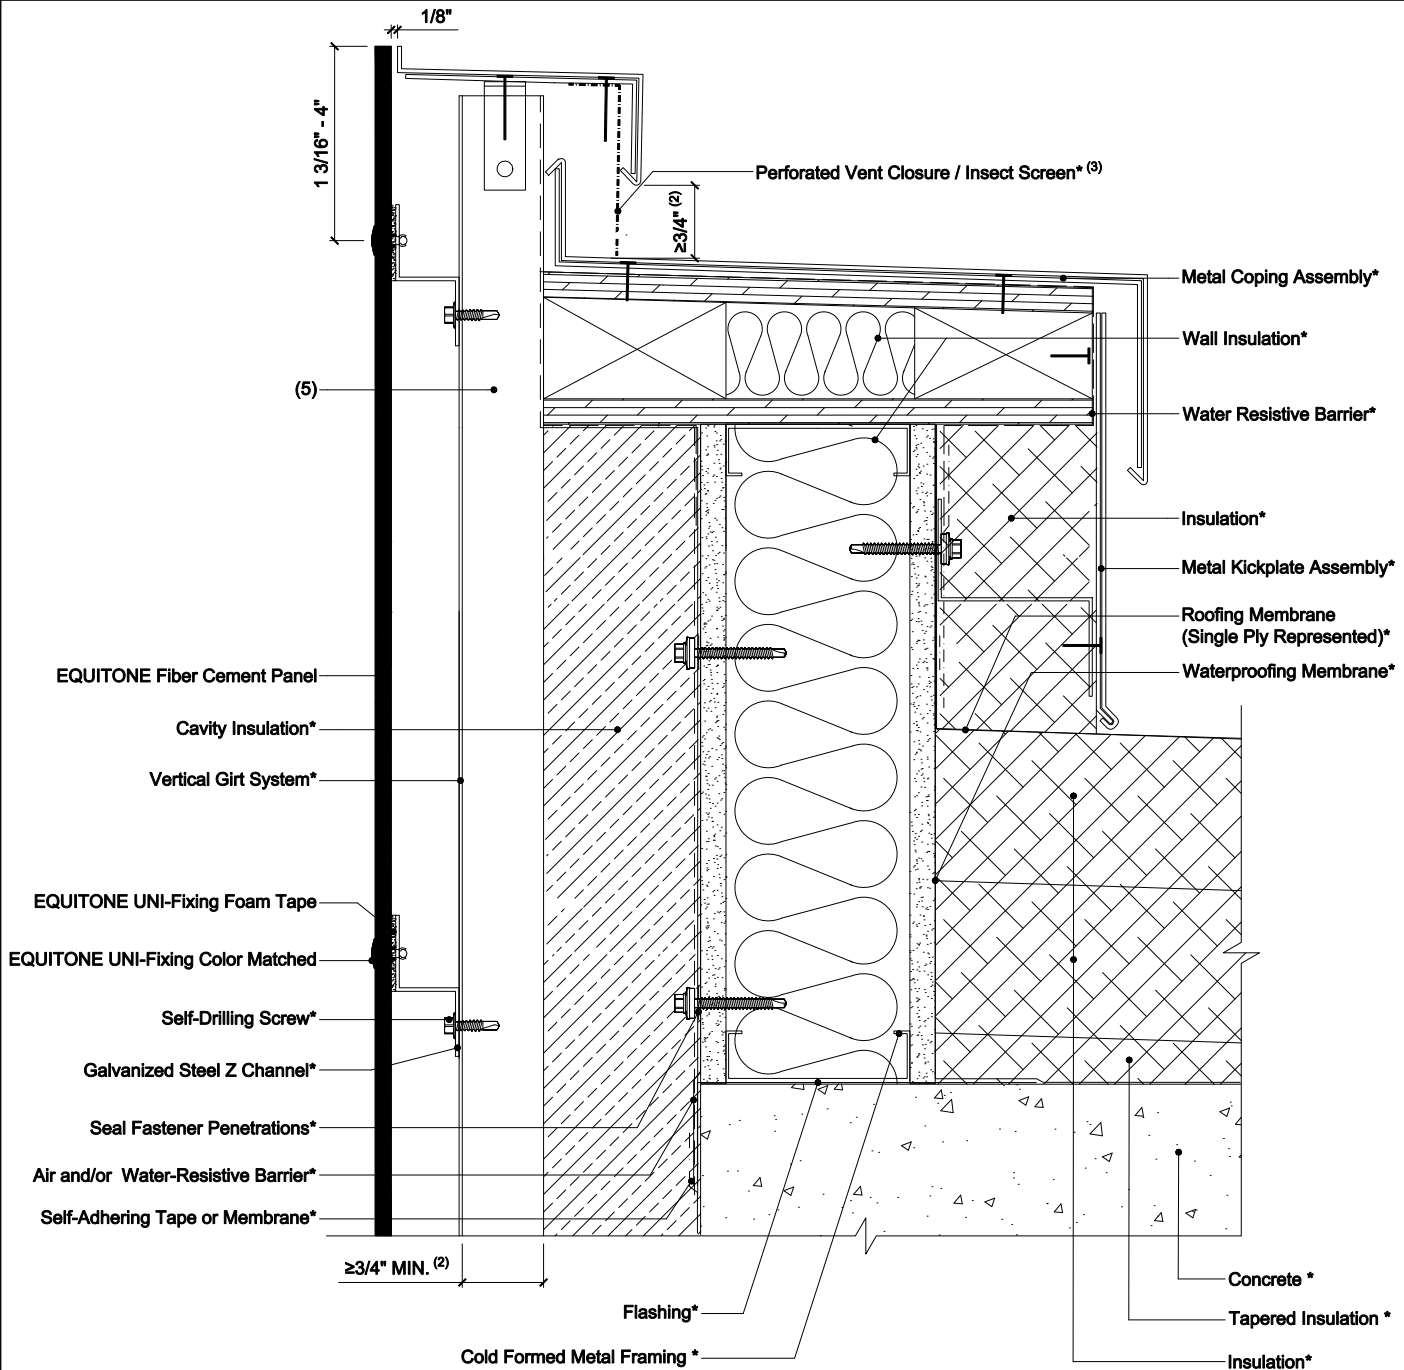 1/8"
1 3/16" - 4"
Perforated Vent Closure / Insect Screen* (3)
≥3/4" (2)
Metal Coping Assembly*
Wall Insulation*
(5)
Water Resistive Barrier*
Insulation*
Metal Kickplate Assembly*
Roofing Membrane
(Single Ply Represented)*
Waterproofing Membrane*
EQUITONE Fiber Cement Panel
Cavity Insulation*
Vertical Girt System*
EQUITONE UNI-Fixing Foam Tape
EQUITONE UNI-Fixing Color Matched
Self-Drilling Screw*
Galvanized Steel Z Channel*
Seal Fastener Penetrations*
Air and/or Water-Resistive Barrier*
Self-Adhering Tape or Membrane*
≥3/4" MIN. (2)
Flashing*
Cold Formed Metal Framing *
Concrete *
Tapered Insulation *
Insulation*